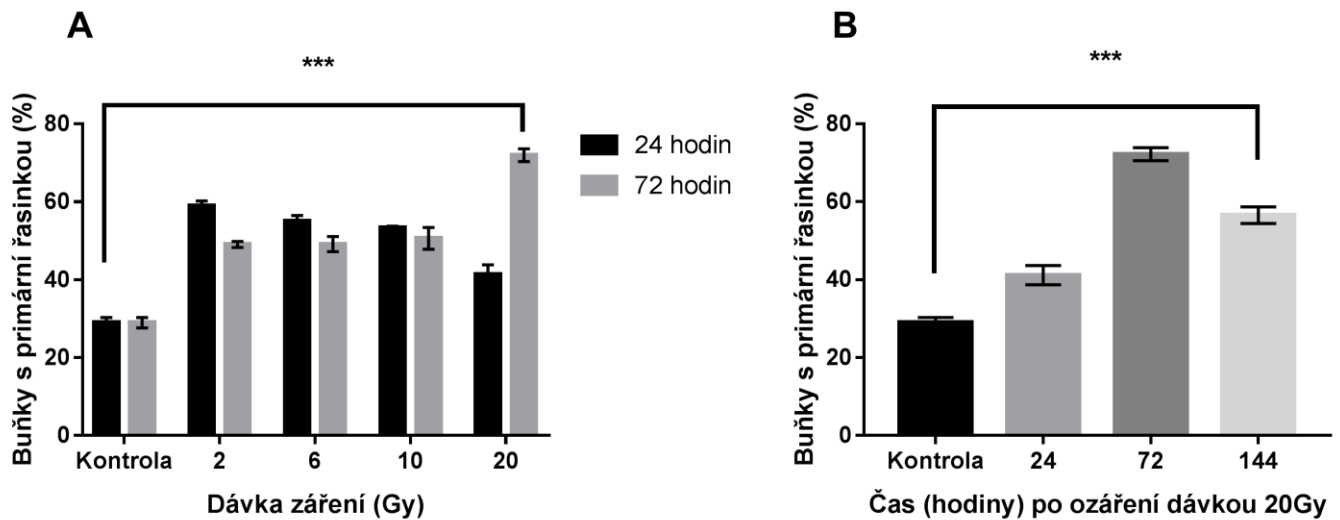 A
***
Buňky s primární řasinkou (%)
80
60
40
20
0
Kontrola 2 6 10 20
Dávka záření (Gy)
24 hodin
72 hodin
B
***
Buňky s primární řasinkou (%)
80
60
40
20
0
Kontrola 24 72 144
Čas (hodiny) po ozáření dávkou 20Gy